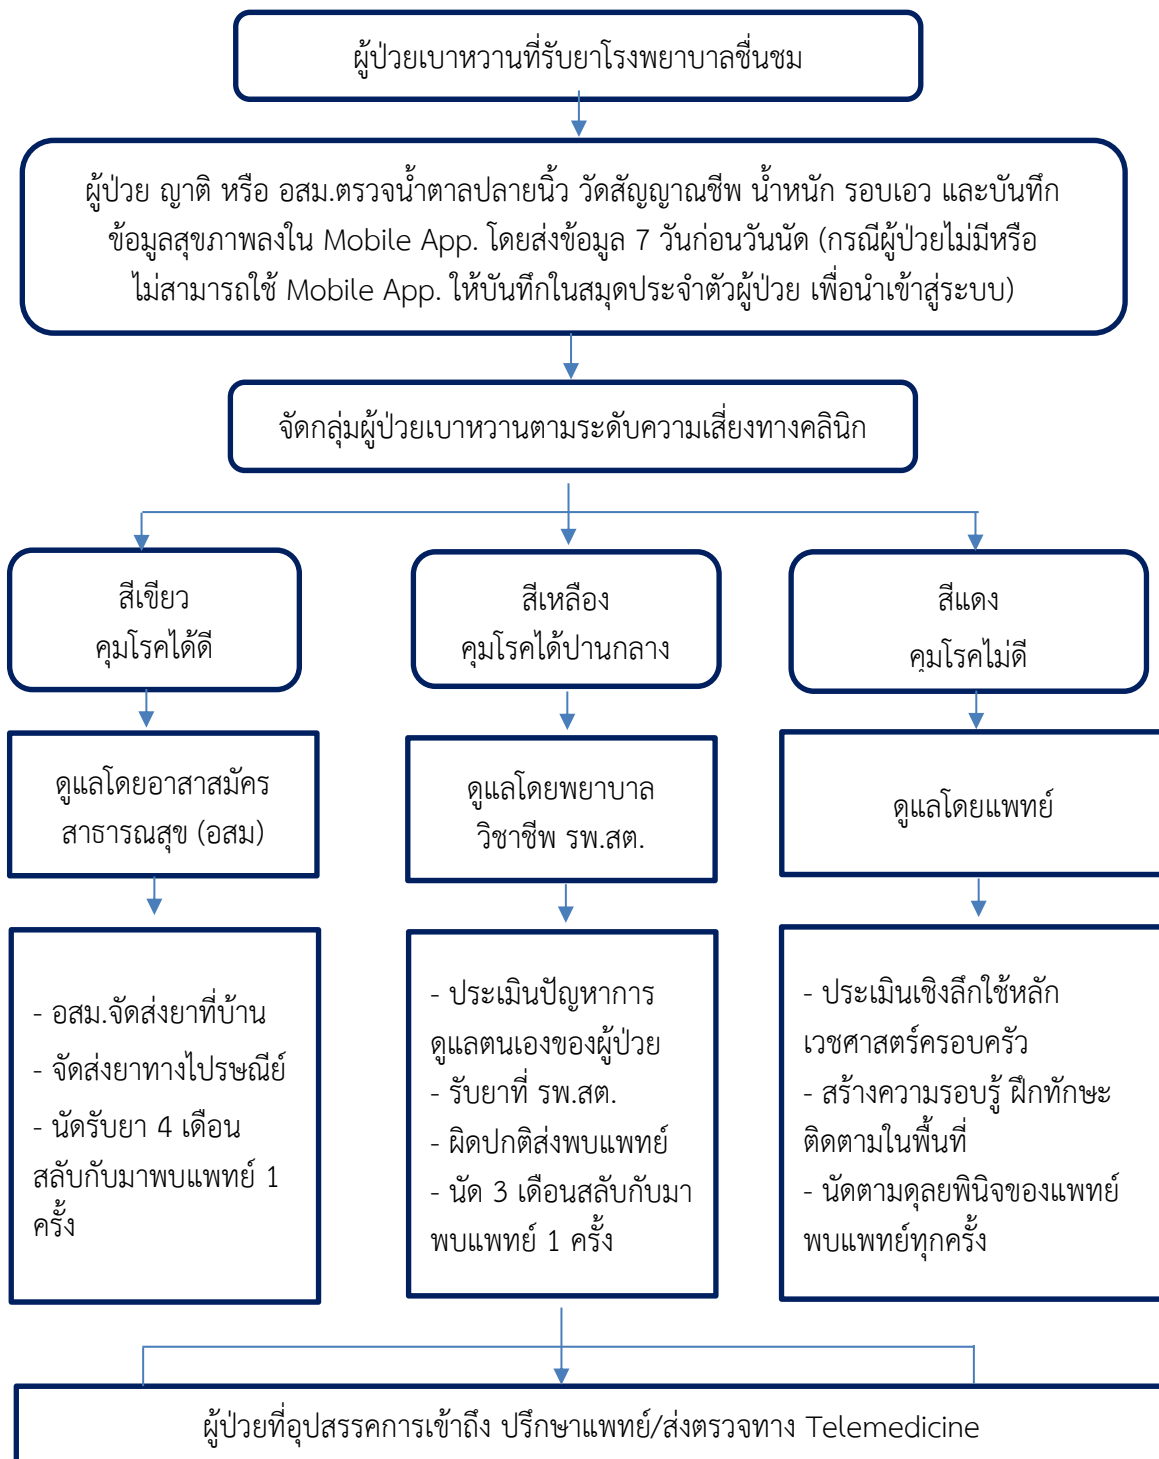 ผู้ป่วยเบาหวานที่รับยาโรงพยาบาลชื่นชม
ผู้ป่วย ญาติ หรือ อสม.ตรวจน้ำตาลปลายนิ้ว วัดสัญญาณชีพ น้ำหนัก รอบเอว และบันทึก
ข้อมูลสุขภาพลงใน Mobile App. โดยส่งข้อมูล 7 วันก่อนวันนัด (กรณีผู้ป่วยไม่มีหรือ
ไม่สามารถใช้ Mobile App. ให้บันทึกในสมุดประจำตัวผู้ป่วย เพื่อนำเข้าสู่ระบบ)
จัดกลุ่มผู้ป่วยเบาหวานตามระดับความเสี่ยงทางคลินิก
สีเขียว
คุมโรคได้ดี
สีเหลือง
คุมโรคได้ปานกลาง
สีแดง
คุมโรคไม่ดี
ดูแลโดยอาสาสมัคร
สาธารณสุข (อสม)
ดูแลโดยพยาบาล
วิชาชีพ รพ.สต.
ดูแลโดยแพทย์
- อสม.จัดส่งยาที่บ้าน
- จัดส่งยาทางไปรษณีย์
- นัดรับยา 4 เดือน
สลับกับมาพบแพทย์ 1
ครั้ง
- ประเมินปัญหาการ
ดูแลตนเองของผู้ป่วย
- รับยาที่ รพ.สต.
- ผิดปกติส่งพบแพทย์
- นัด 3 เดือนสลับกับมา
พบแพทย์ 1 ครั้ง
- ประเมินเชิงลึกใช้หลัก
เวชศาสตร์ครอบครัว
- สร้างความรอบรู้ ฝึกทักษะ
ติดตามในพื้นที่
- นัดตามดุลยพินิจของแพทย์
พบแพทย์ทุกครั้ง
ผู้ป่วยที่อุปสรรคการเข้าถึง ปรึกษาแพทย์/ส่งตรวจทาง Telemedicine